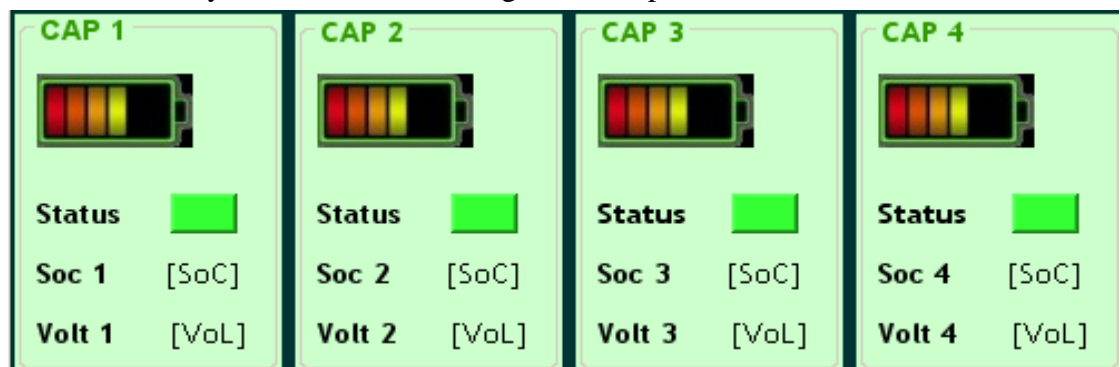 CAP 1 CAP 2 CAP 3 CAP 4
Status Status Status Status
Soc 1 [SoC] Soc 2 [SoC] Soc 3 [SoC] Soc 4 [SoC]
Volt 1 [VoL] Volt 2 [VoL] Volt 3 [VoL] Volt 4 [VoL]